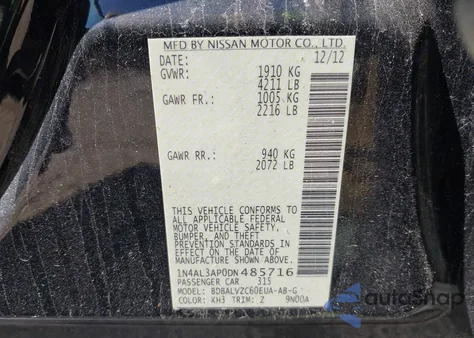 MFD BY NISSAN MOTOR CO., LTD.
DATE: 12/12
GVWR: 1910 KG
4211 LB
GAWR FR: 1005 KG
2216 LB
GAWR RR: 940 KG
2072 LB
THIS VEHICLE CONFORMS TO
ALL APPLICABLE FEDERAL
MOTOR VEHICLE SAFETY,
BUMPER, AND THEFT
PREVENTION STANDARDS IN
EFFECT ON THE DATE OF
MANUFACTURE SHOWN ABOVE.
1N4AL3AP0DN485716
PASSENGER CAR 315
MODEL: BDBALVZC60EUA-AB-G
COLOR: KH3 TRIM: Z 9N00A
autoSnap